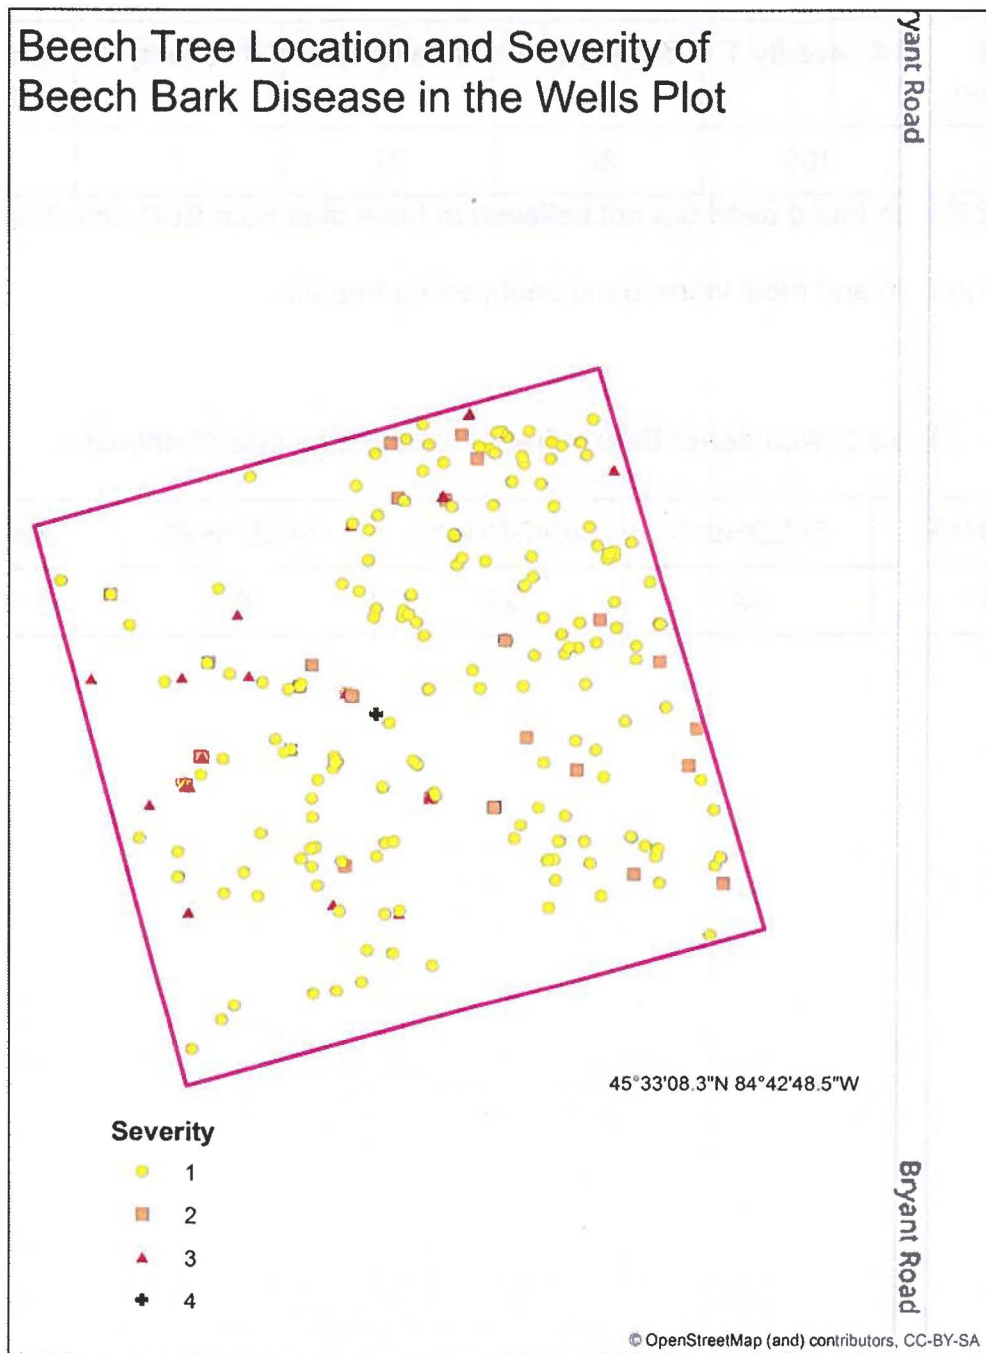 Beech Tree Location and Severity of
Beech Bark Disease in the Wells Plot
ryant Road
45°33'08.3"N 84°42'48.5"W
Severity
1
2
3
4
Bryant Road
© OpenStreetMap (and) contributors, CC-BY-SA